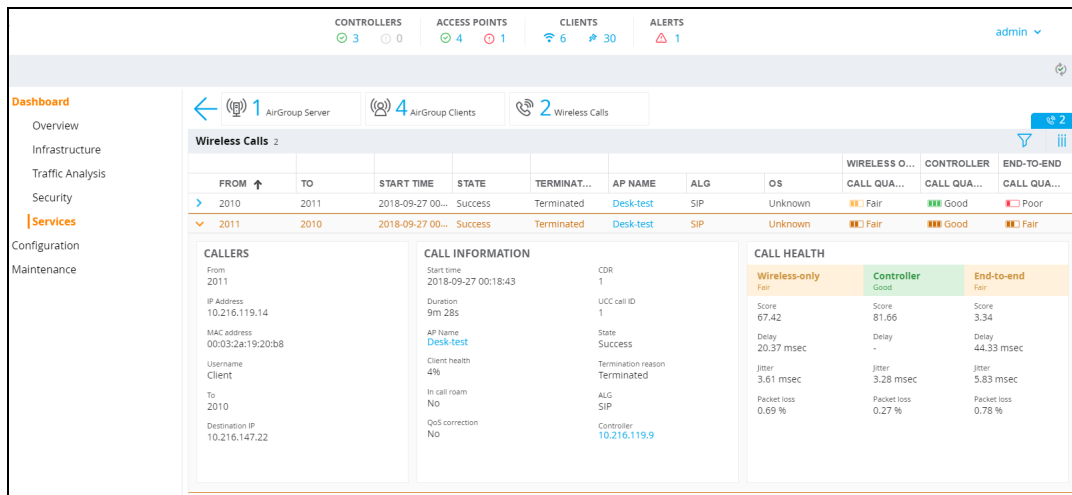 CONTROLLERS ACCESS POINTS CLIENTS ALERTS
3 0 4 1 6 30 1 admin
Dashboard
Overview
Infrastructure
Traffic Analysis
Security
Services
Configuration
Maintenance
1 AirGroup Server 4 AirGroup Clients 2 Wireless Calls
2
Wireless Calls 2
WIRELESS O... CONTROLLER END-TO-END
FROM TO START TIME STATE TERMINAT... AP NAME ALG OS CALL QUA... CALL QUA... CALL QUA...
2010 2011 2018-09-27 00... Success Terminated Desk-test SIP Unknown Fair Good Poor
2011 2010 2018-09-27 00... Success Terminated Desk-test SIP Unknown Fair Good Fair
CALLERS
From
2011
IP Address
10.216.119.14
MAC address
00:03:2a:19:20:b8
Username
Client
To
2010
Destination IP
10.216.147.22
CALL INFORMATION
Start time
2018-09-27 00:18:43
Duration
9m 28s
AP Name
Desk-test
Client health
4%
In call roam
No
QoS correction
No
CDR
1
UCC call ID
1
State
Success
Termination reason
Terminated
ALG
SIP
Controller
10.216.119.9
CALL HEALTH
Wireless-only Controller End-to-end
Fair Good Fair
Score Score Score
67.42 81.66 3.34
Delay Delay Delay
20.37 msec - 44.33 msec
Jitter Jitter Jitter
3.61 msec 3.28 msec 5.83 msec
Packet loss Packet loss Packet loss
0.69 % 0.27 % 0.78 %